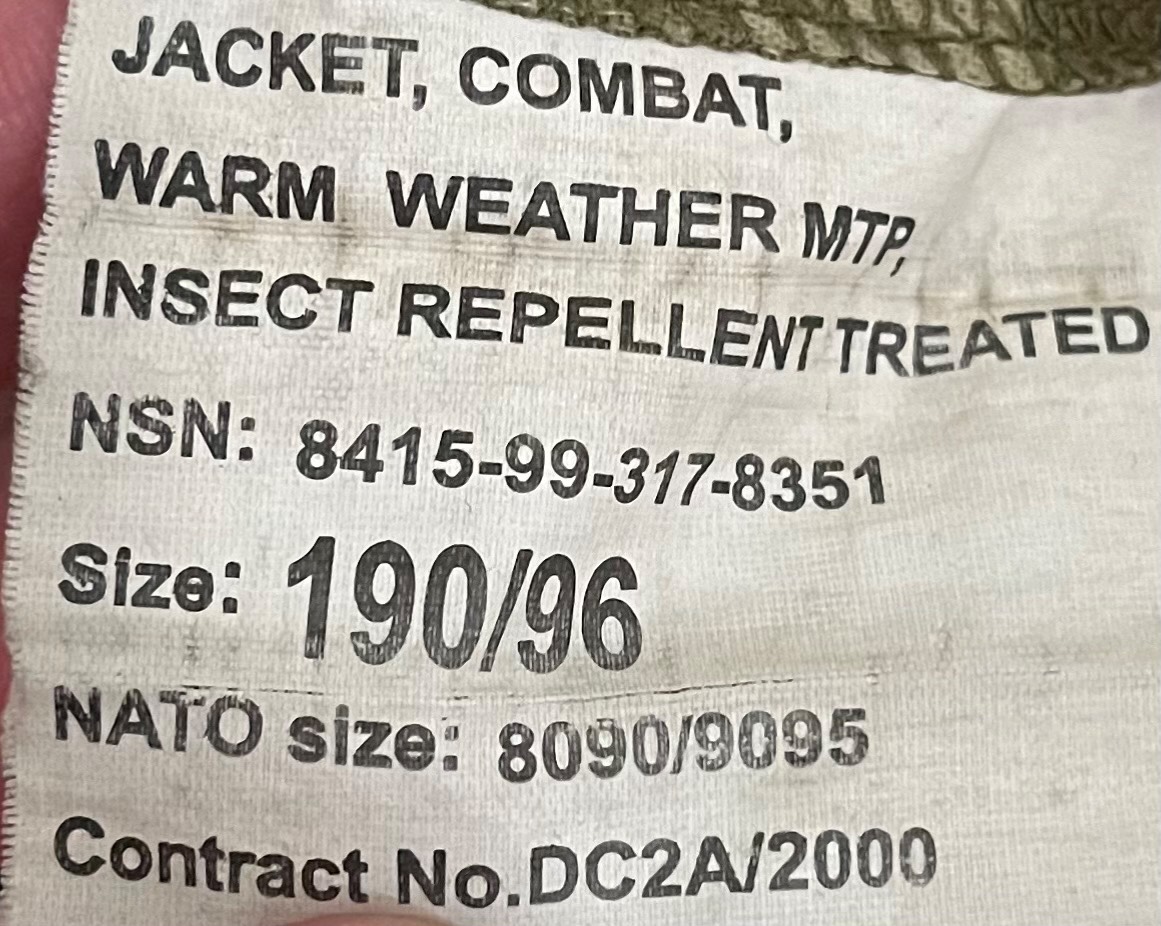 JACKET, COMBAT,
WARM WEATHER MTP,
INSECT REPELLENT TREATED
NSN: 8415-99-317-8351
Size: 190/96
NATO size: 8090/9095
Contract No.DC2A/2000